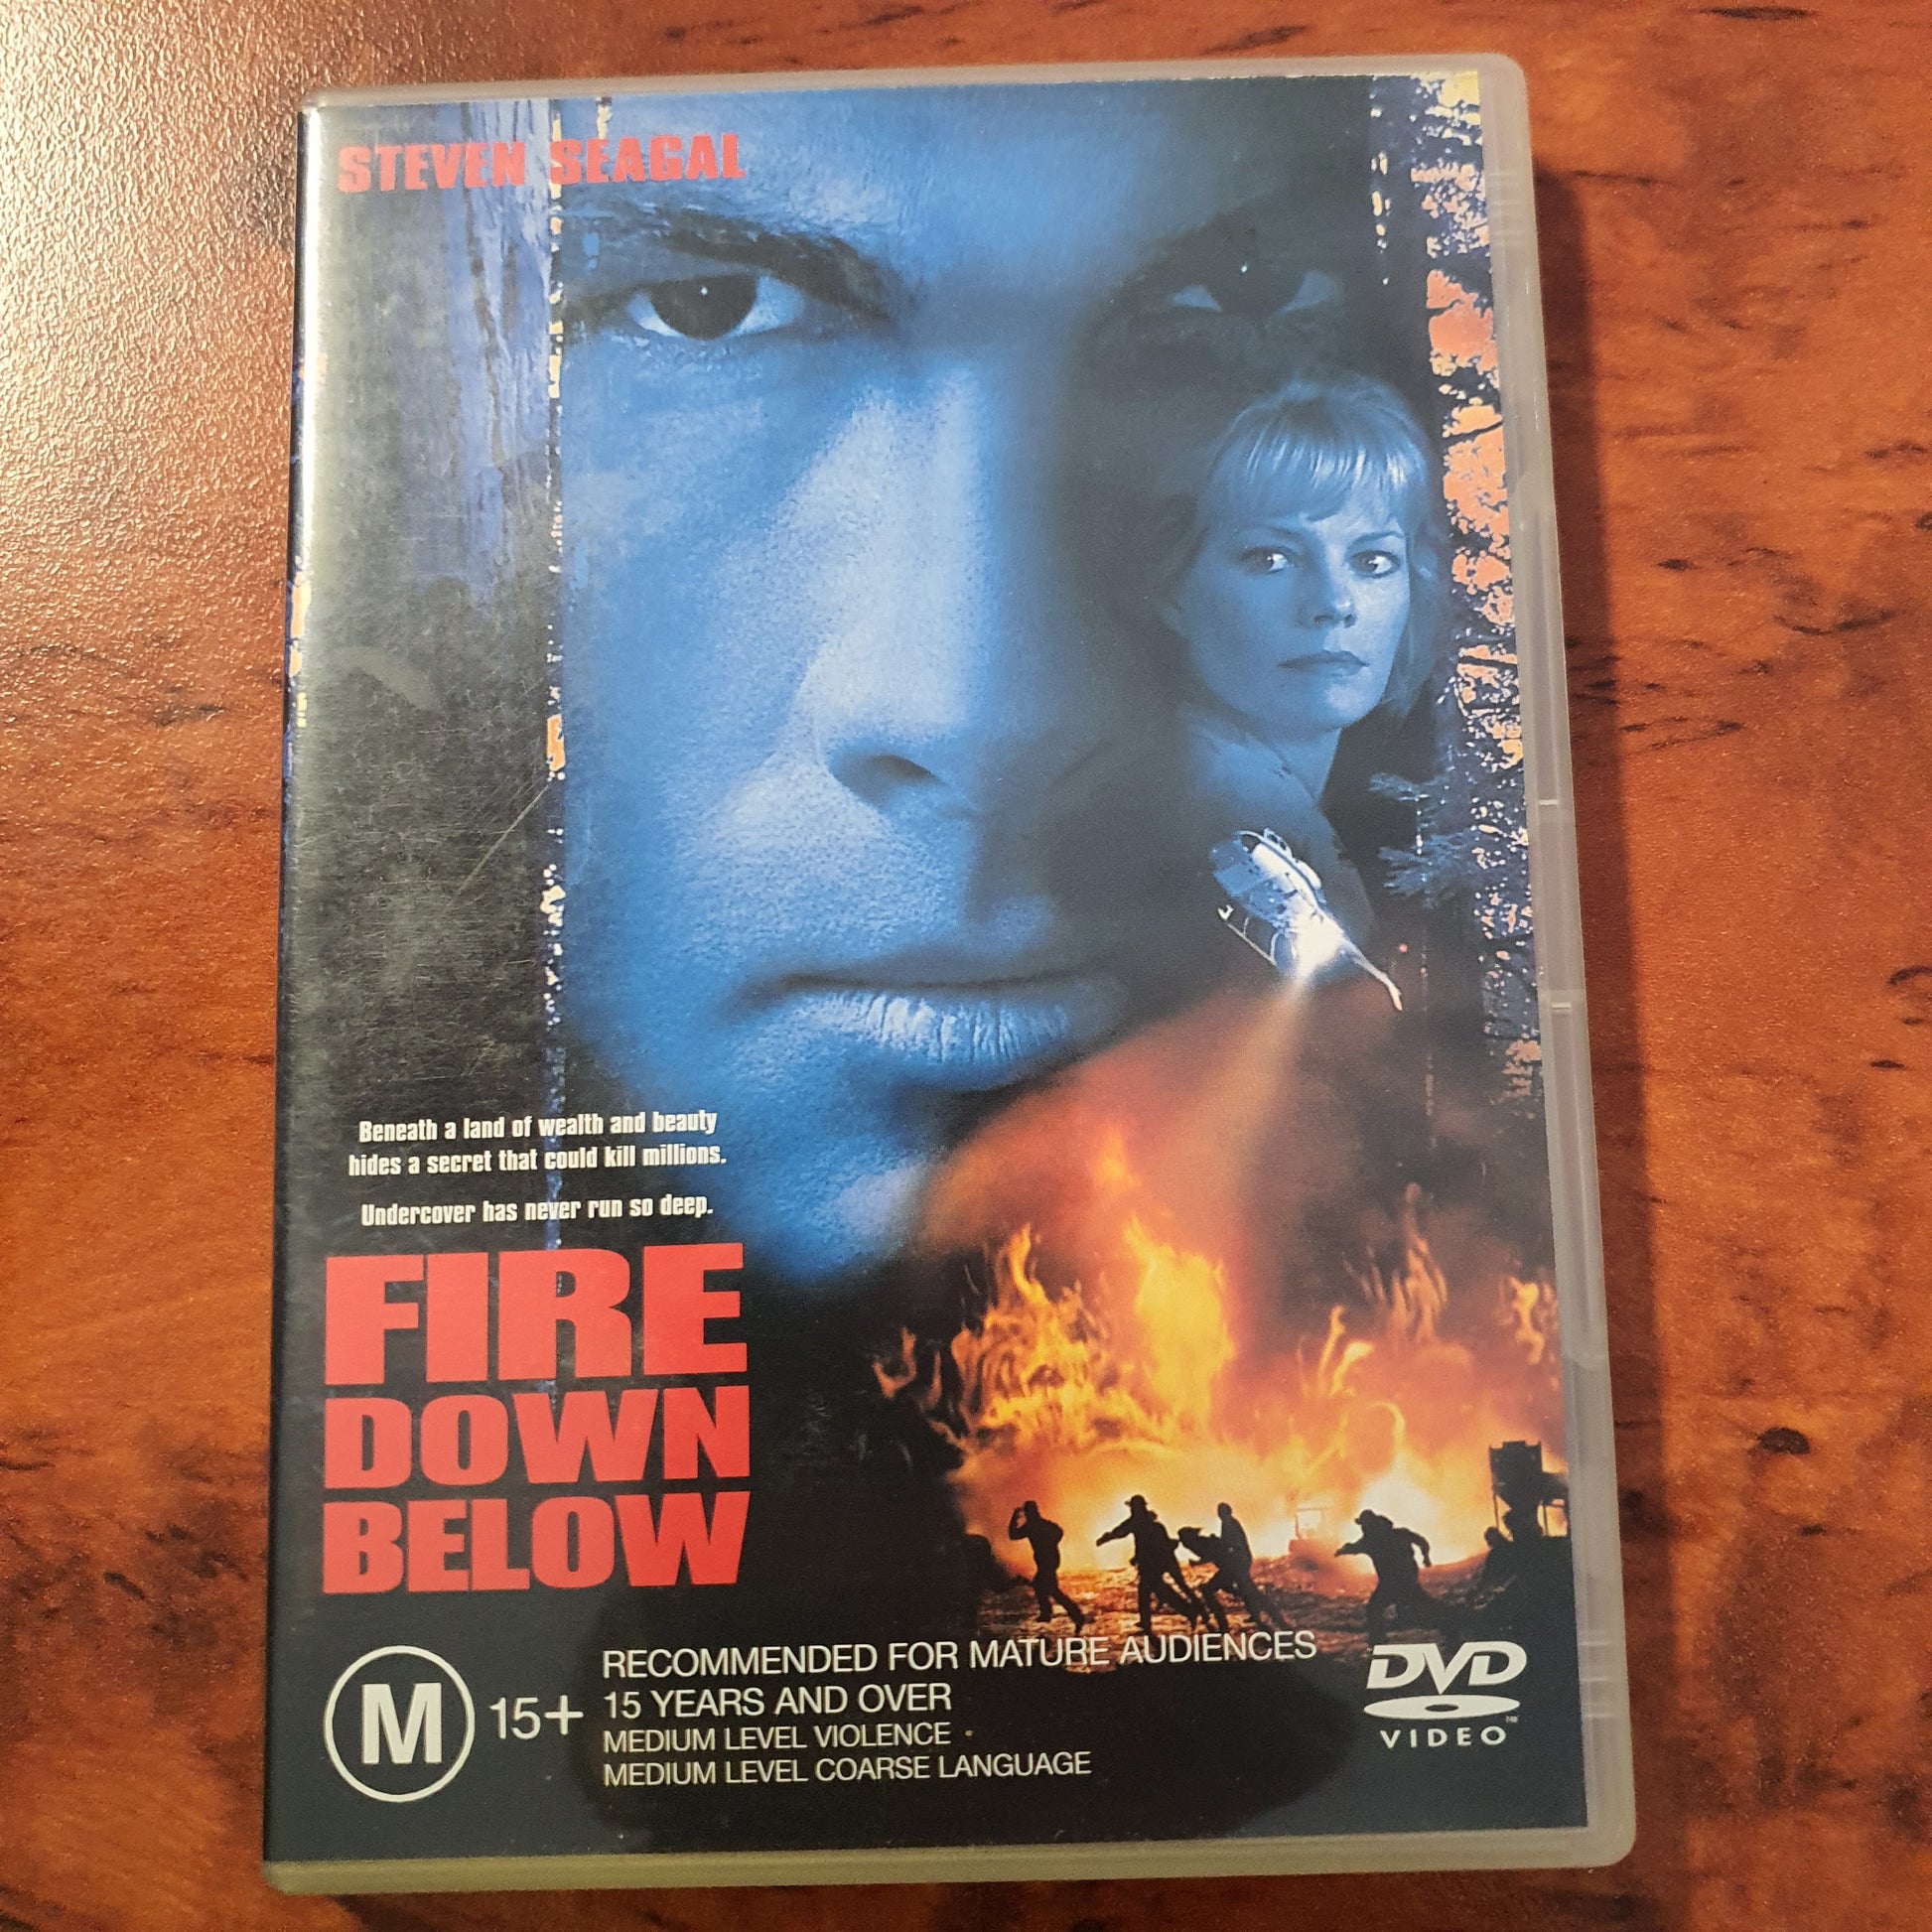 STEVEN SEAGAL
Beneath a land of wealth and beauty
hides a secret that could kill millions.
Undercover has never run so deep.
FIRE
DOWN
BELOW
M 15+
RECOMMENDED FOR MATURE AUDIENCES
15 YEARS AND OVER
MEDIUM LEVEL VIOLENCE
MEDIUM LEVEL COARSE LANGUAGE
DVD
VIDEO™